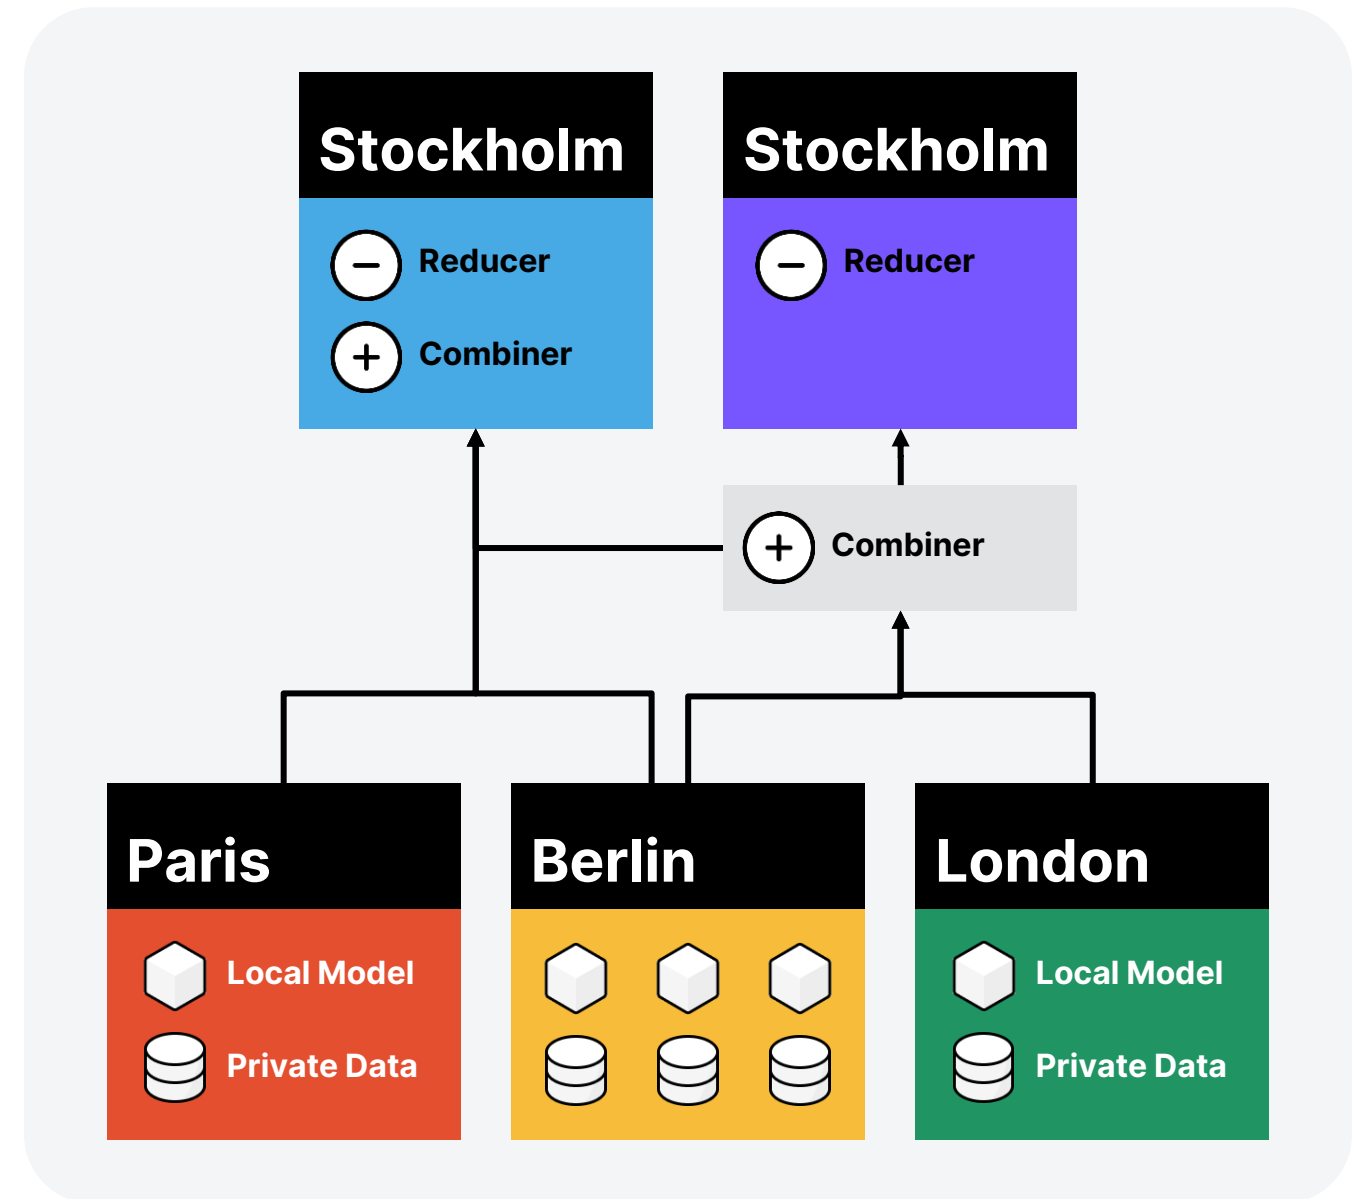 Stockholm
Reducer
Combiner
Stockholm
Reducer
Combiner
Paris
Local Model
Private Data
Berlin
London
Local Model
Private Data